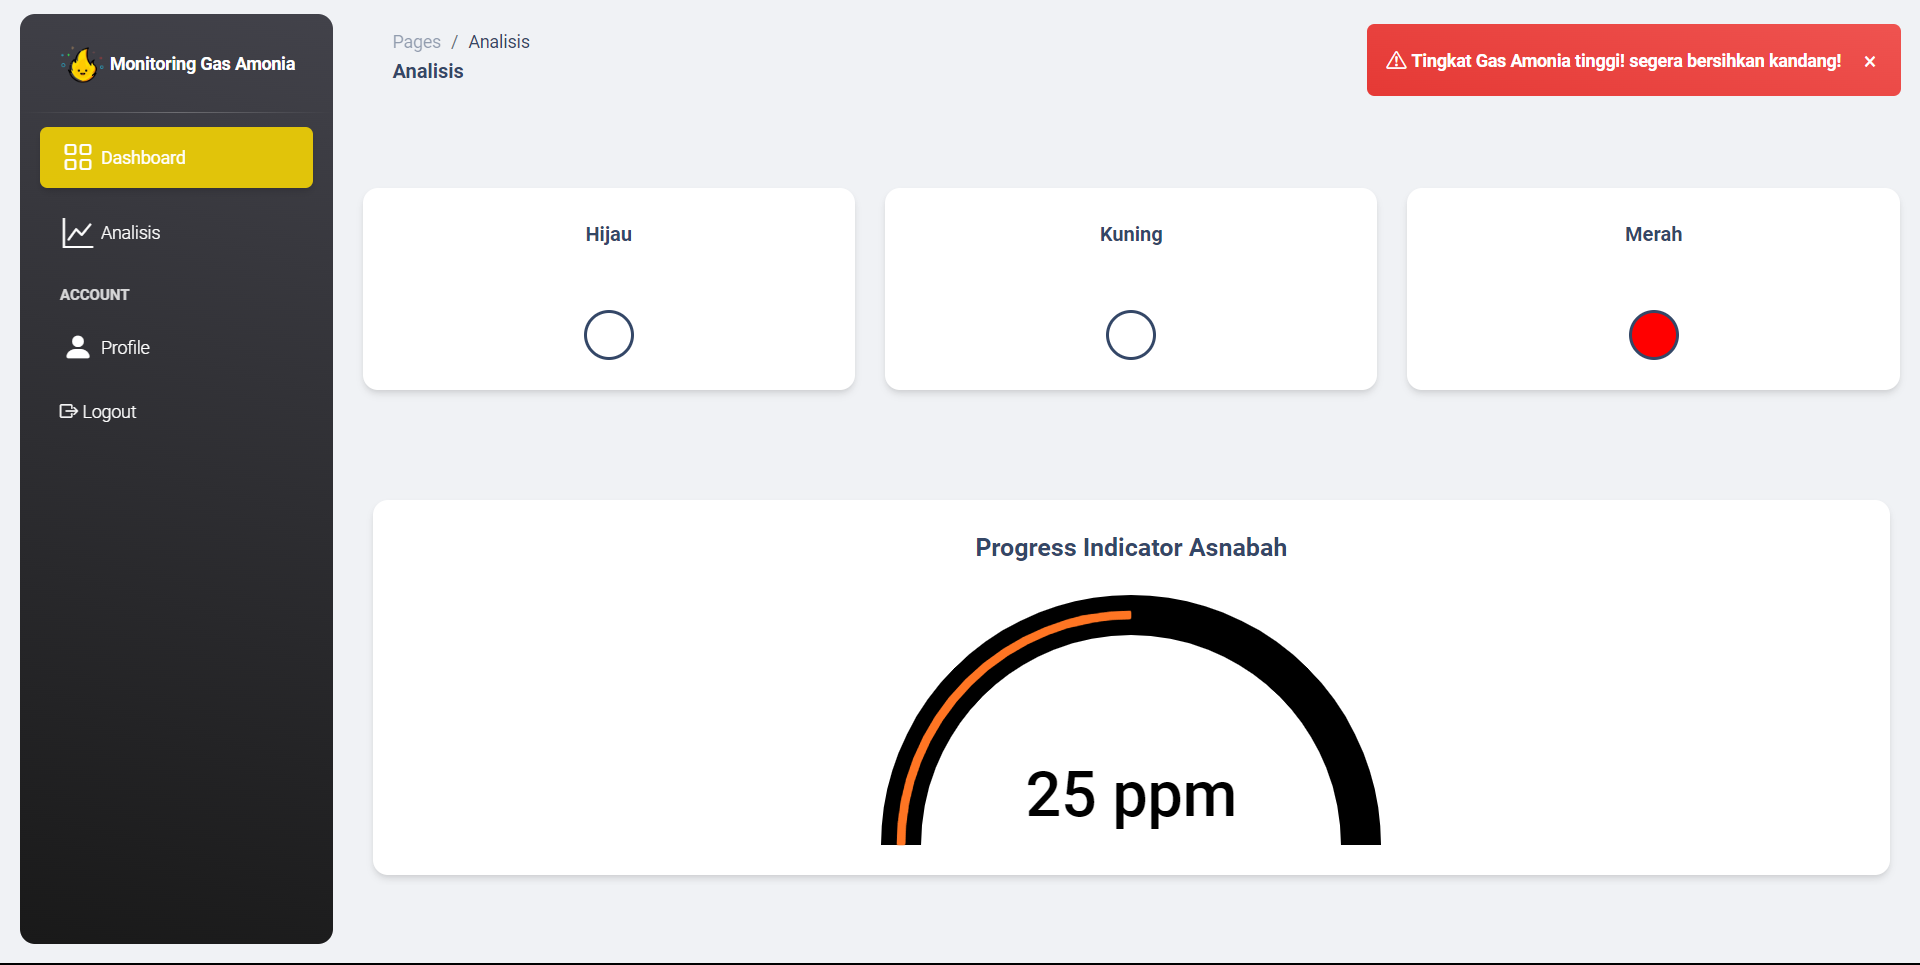 Monitoring Gas Amonia
Dashboard
Analisis
ACCOUNT
Profile
Logout
Pages / Analisis
Analisis
Tingkat Gas Amonia tinggi! segera bersihkan kandang! ×
Hijau
Kuning
Merah
Progress Indicator Asnabah
25 ppm